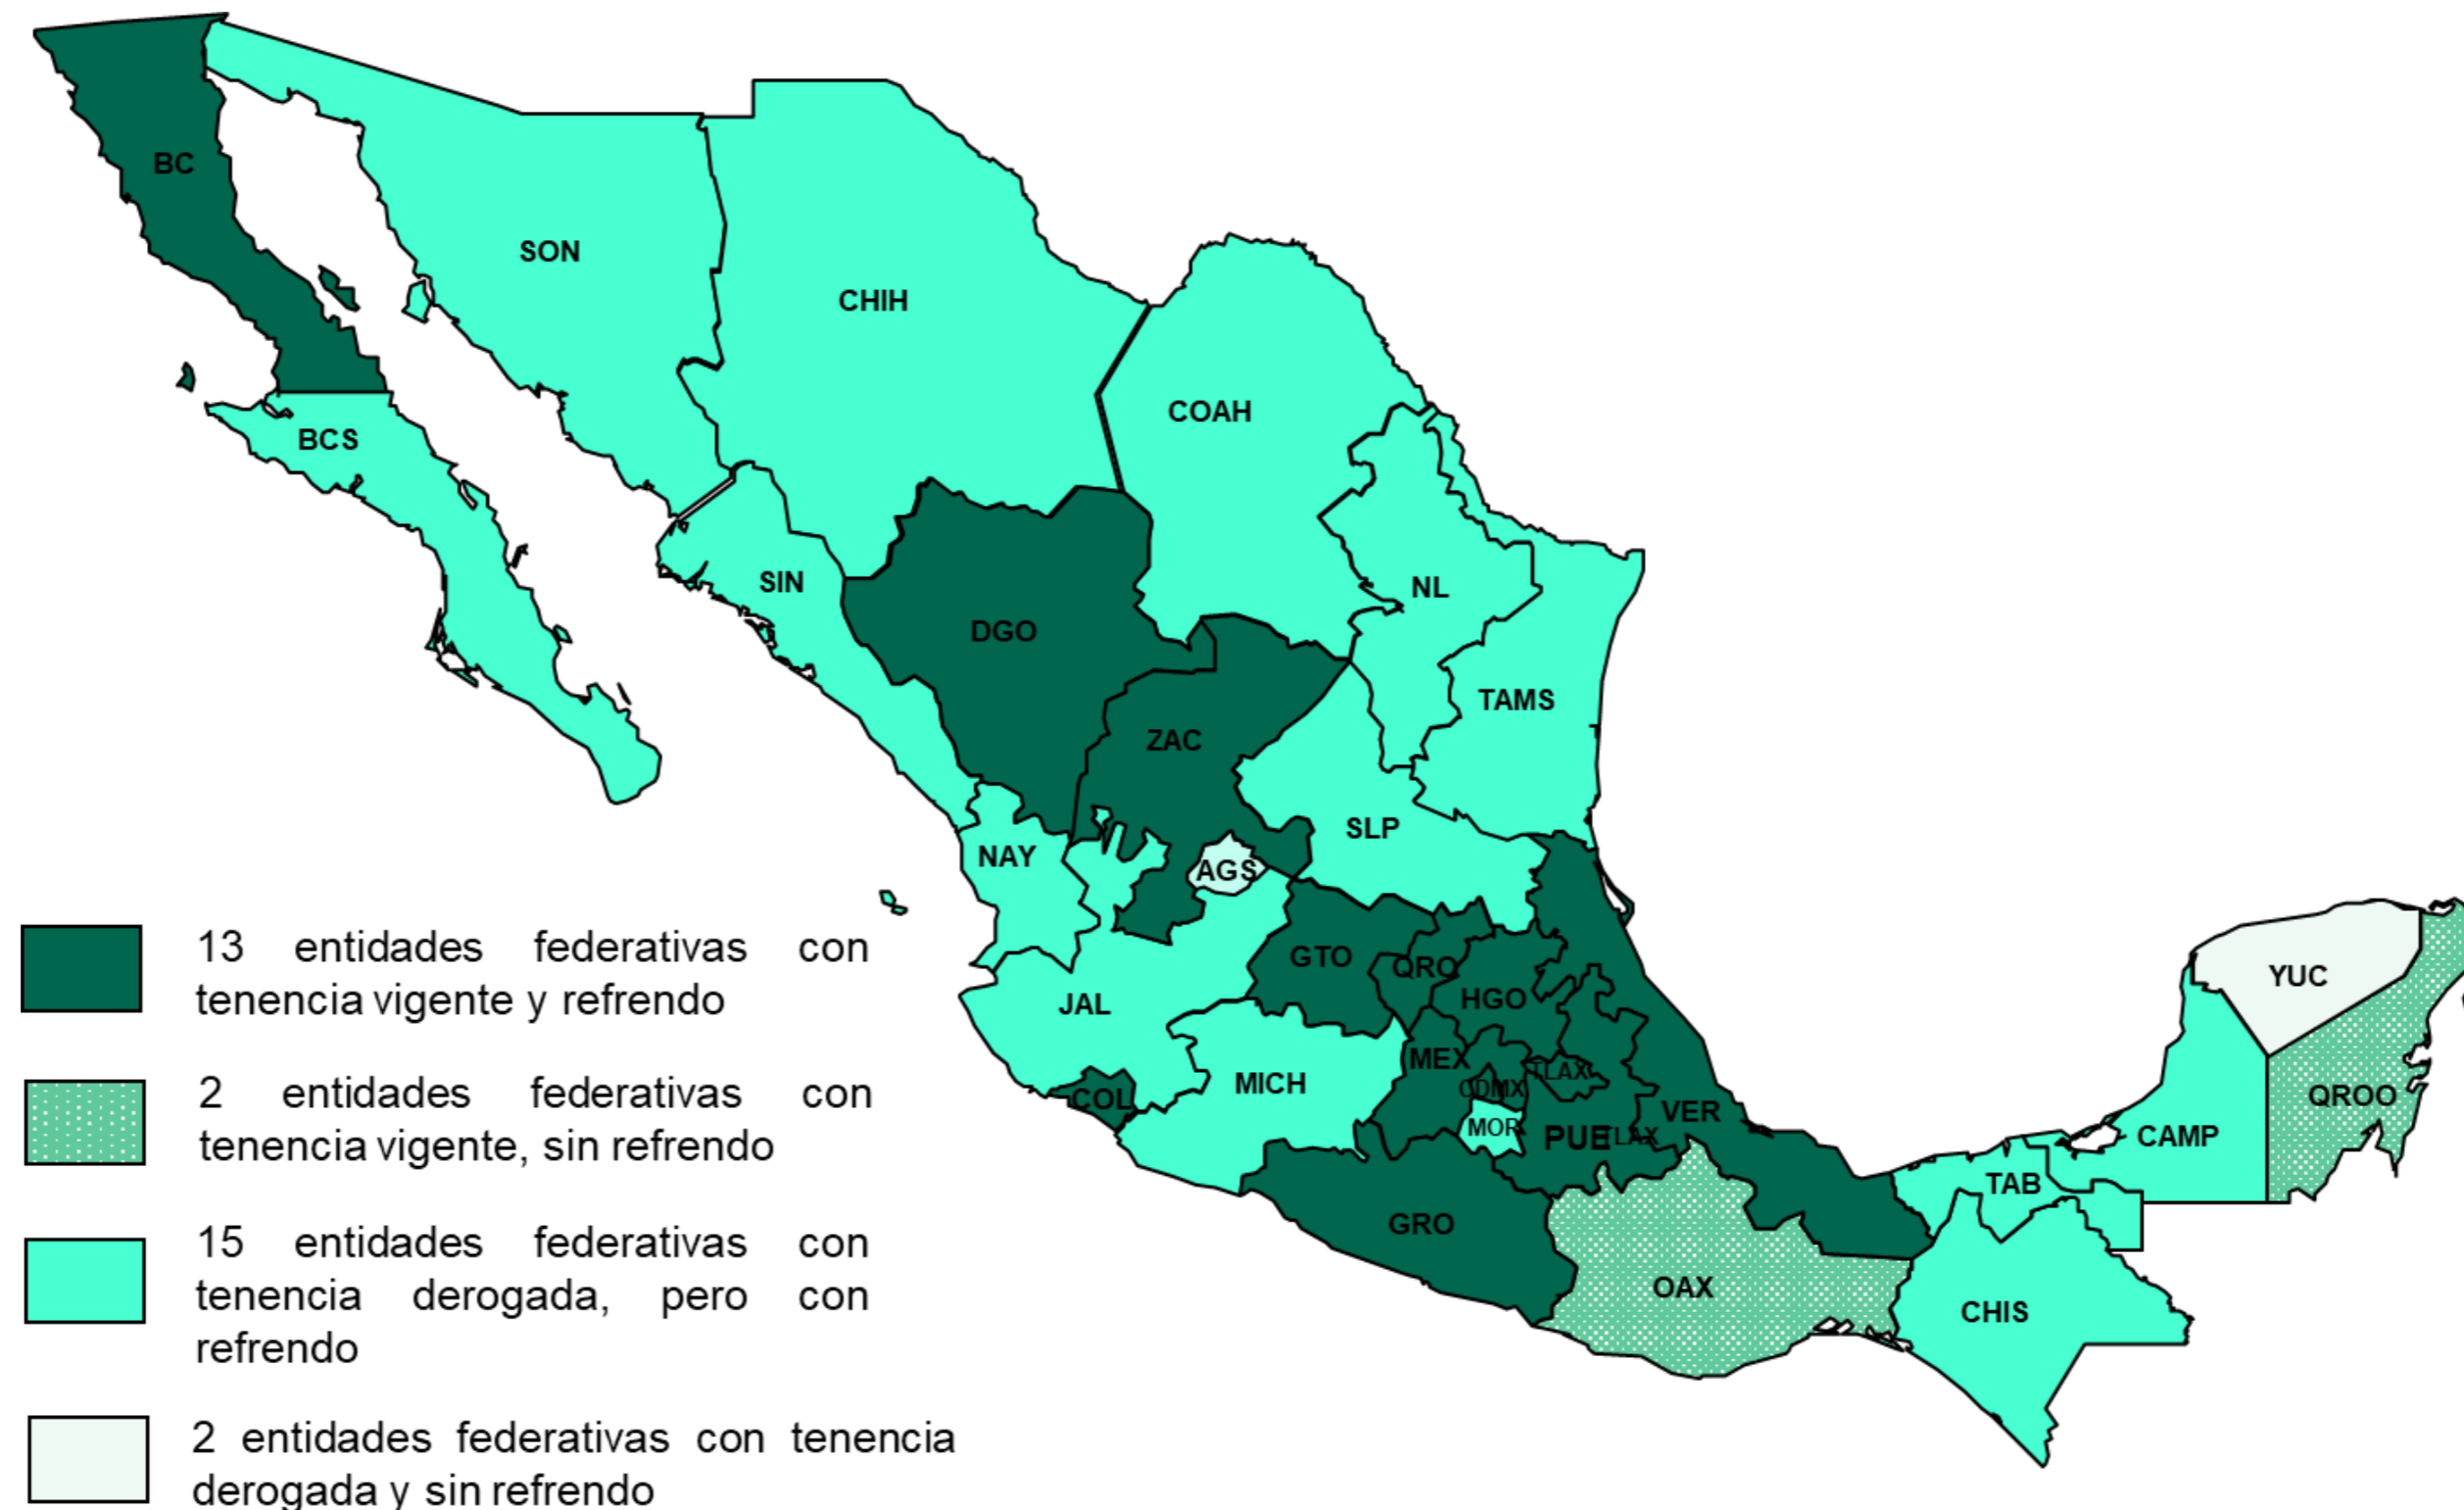 BC
SON
CHIH
COAH
BCS
SIN
NL
DGO
TAMS
ZAC
SLP
NAY
AGS
GTO
QRO
HGO
JAL
MEX
TLAX
CDMX
MICH
COL
MOR
PUE
TLAX
VER
YUC
QROO
CAMP
TAB
GRO
OAX
CHIS
13 entidades federativas con
tenencia vigente y refrendo
2 entidades federativas con
tenencia vigente, sin refrendo
15 entidades federativas con
tenencia derogada, pero con
refrendo
2 entidades federativas con tenencia
derogada y sin refrendo